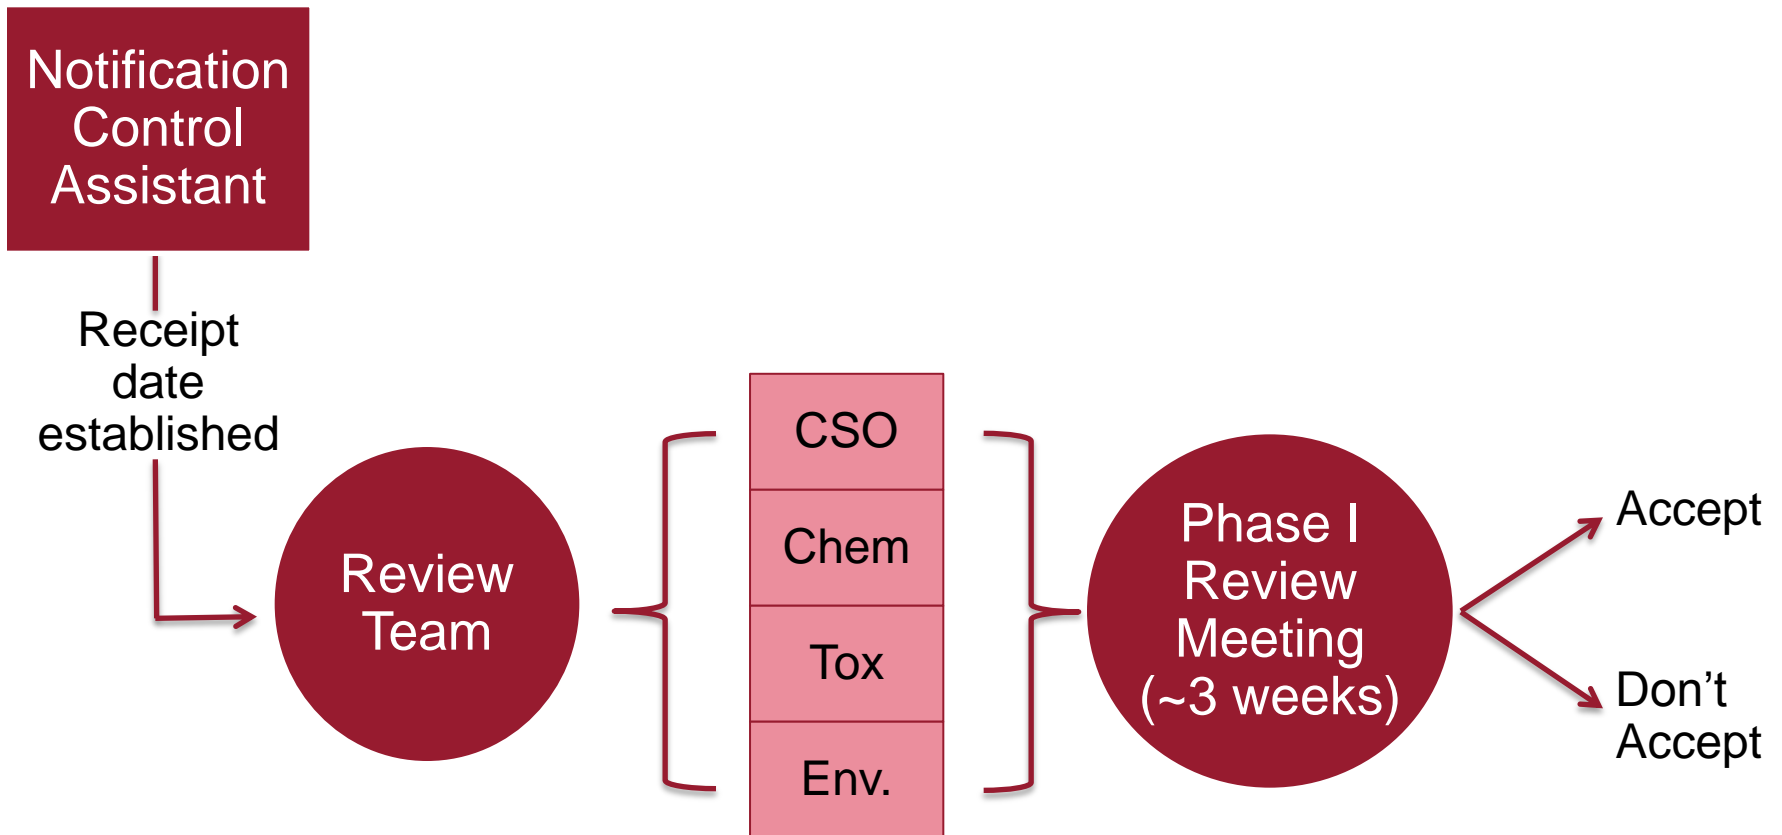 Notification
Control
Assistant
Receipt
date
established
Review
Team
CSO
Chem
Tox
Env.
Phase I
Review
Meeting
(~3 weeks)
Accept
Don’t
Accept